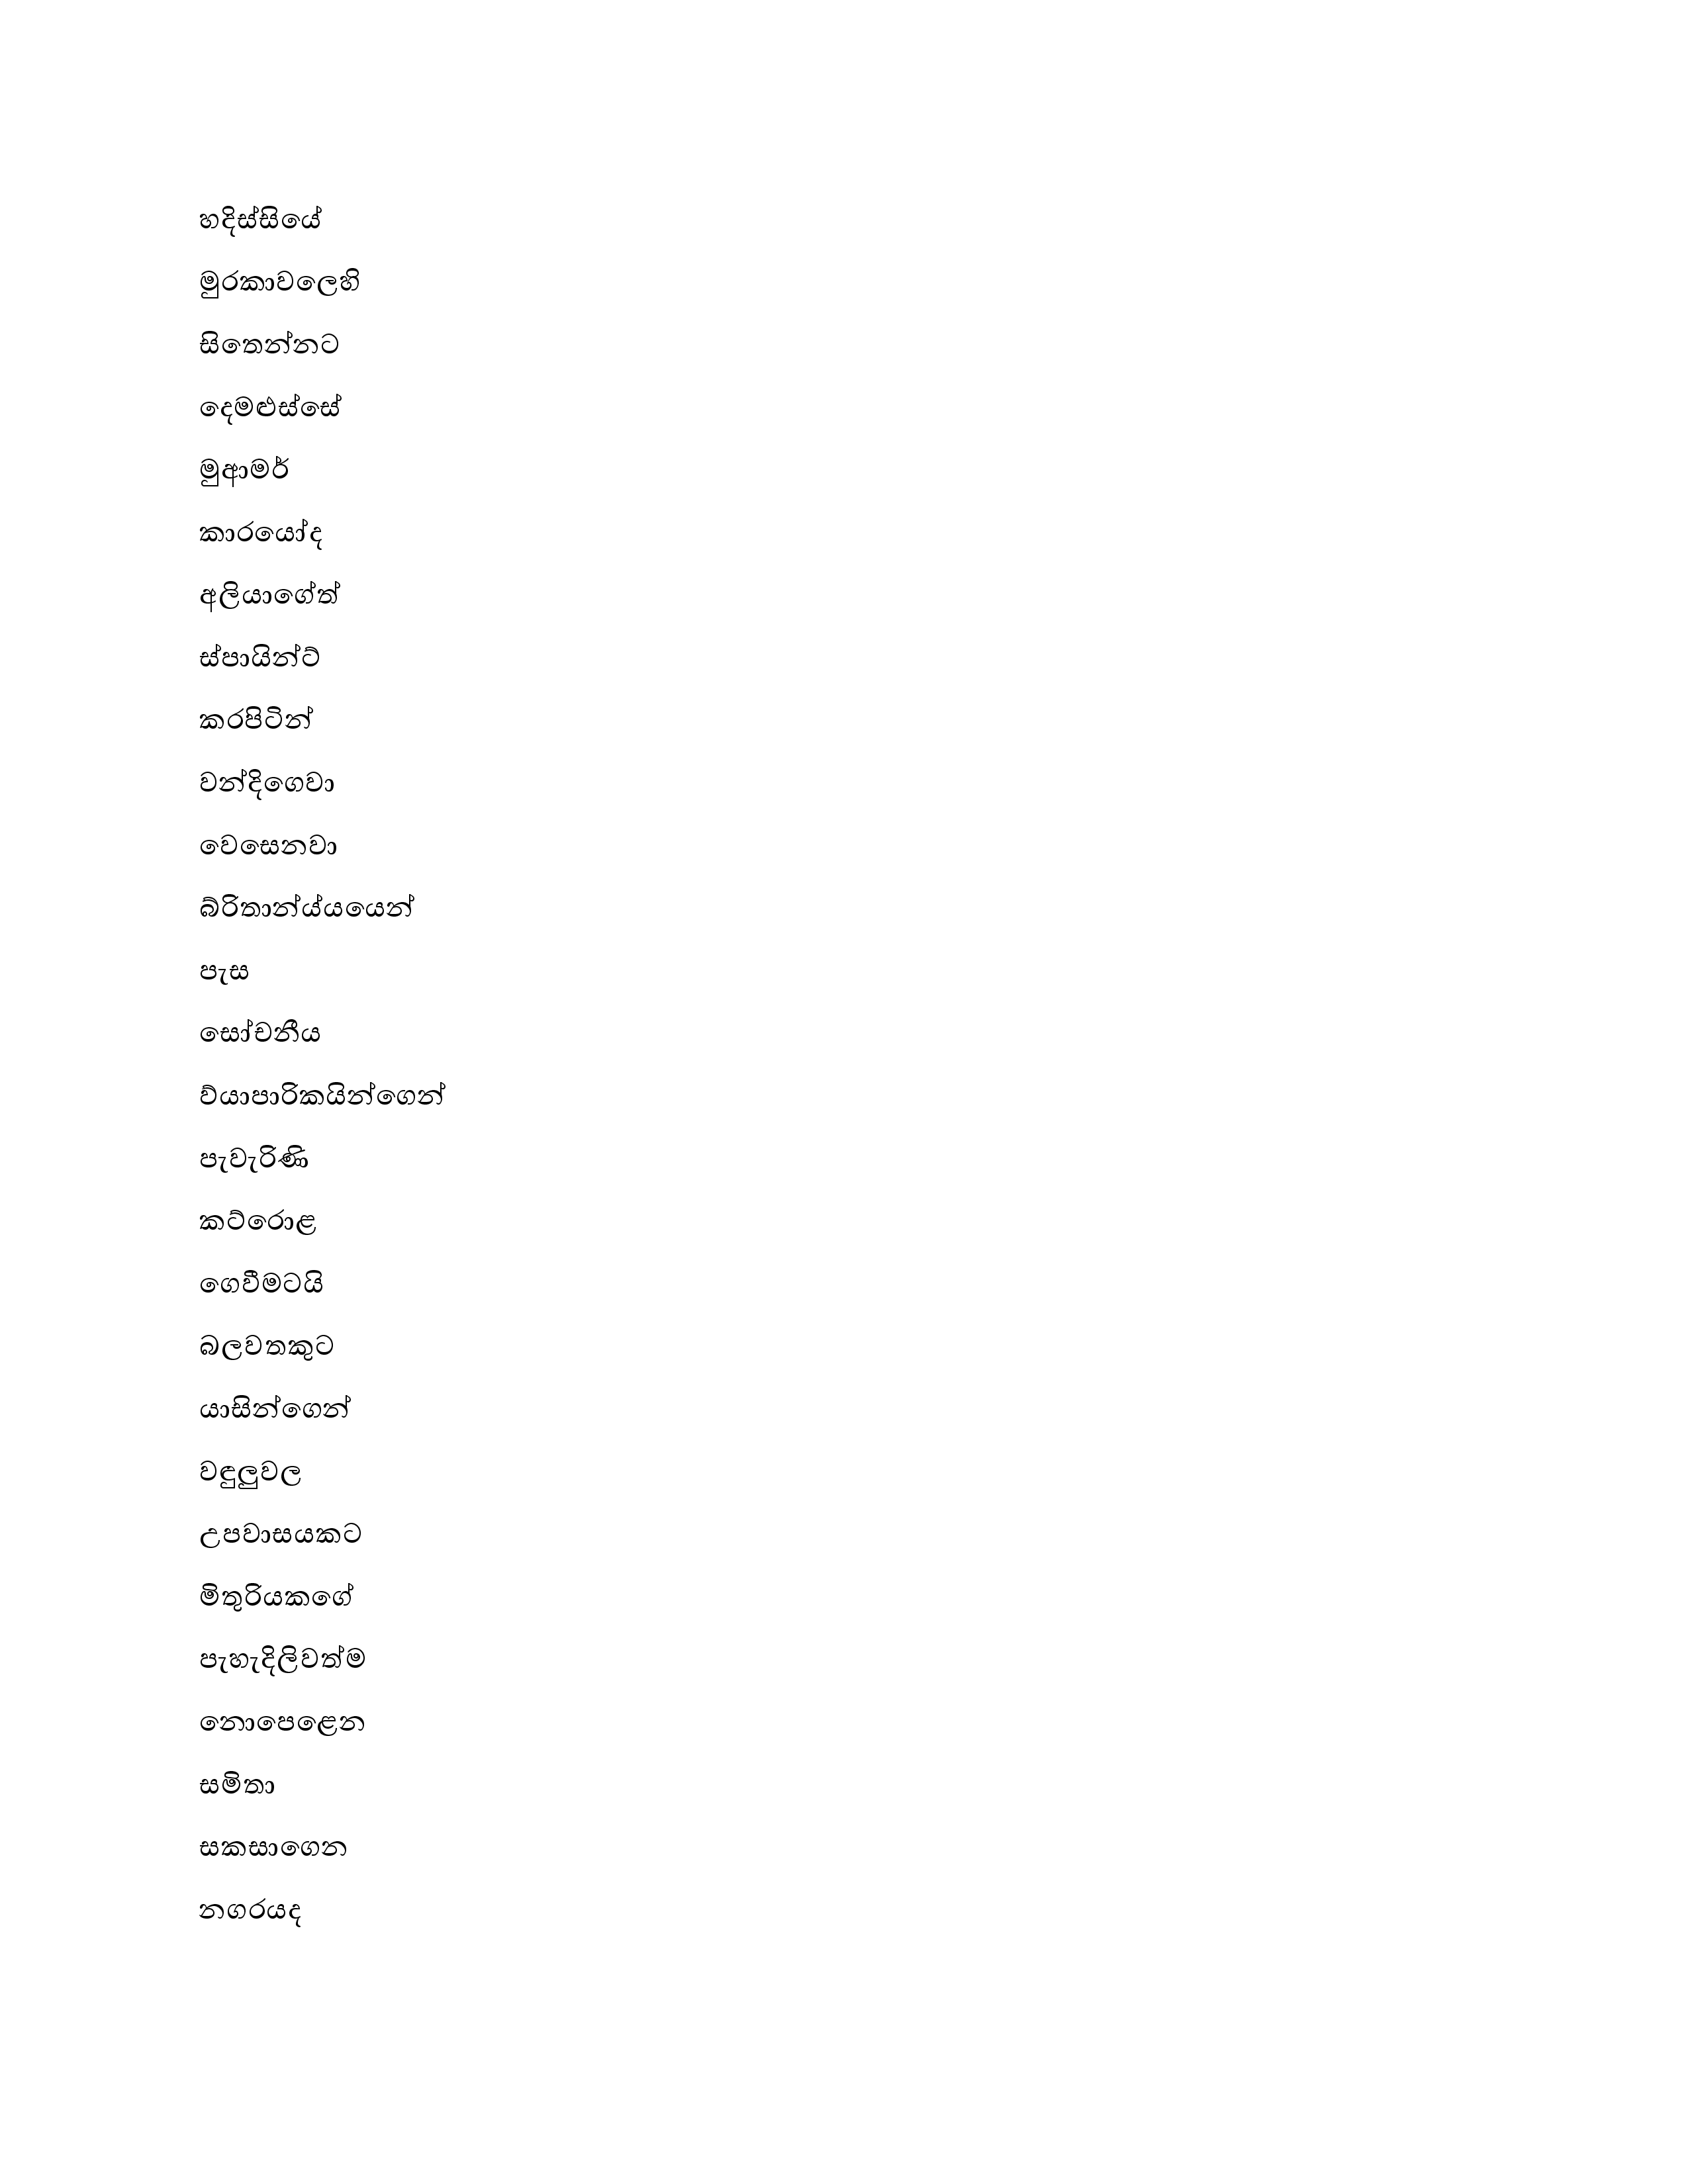 හදිස්සියේ
මුරකාවලෙහි
සිතෙන්නට
දෙමළුස්සේ
මුආමර්
කාරයෝද
අලියාගේත්
ස්පායින්ට්
කරපිටින්
වන්දිගෙවා
වෙසෙනවා
බ්රිතාන්ය්යයෙන්
පැස
සෝචනීය
ව්යාපාරිකයින්ගෙන්
පැවැරිණි
කට්රොළ
ගෙවීමටයි
බලවතකුට
යාසින්ගෙන්
වඳුලුවල
උපවාසයකට
මිතුරියකගේ
පැහැදිලිවත්ම
නොපෙළෙන
සමිතා
සකසාගෙන
නගරයද